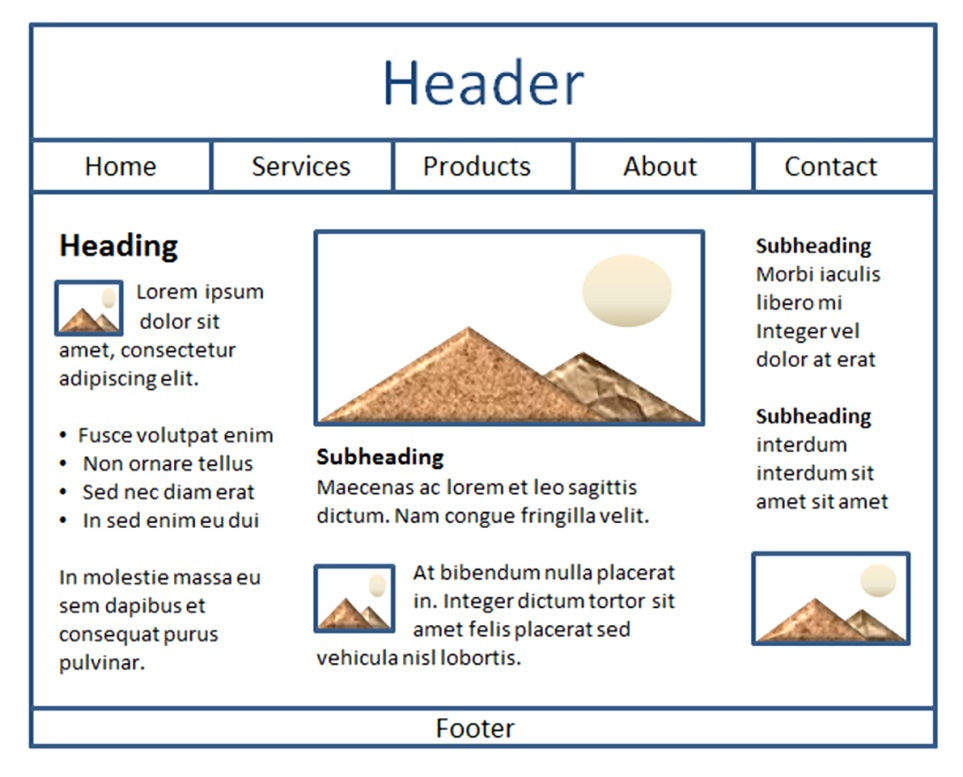 Header
Home Services Products About Contact
Heading
Lorem ipsum
dolor sit
amet, consectetur
adipiscing elit.
• Fusce volutpat enim
• Non ornare tellus
• Sed nec diam erat
• In sed enim eu dui
In molestie massa eu
sem dapibus et
consequat purus
pulvinar.
Subheading
Maecenas ac lorem et leo sagittis
dictum. Nam congue fringilla velit.
At bibendum nulla placerat
in. Integer dictum tortor sit
amet felis placerat sed
vehicula nisl lobortis.
Subheading
Morbi iaculis
libero mi
Integer vel
dolor at erat
Subheading
interdum
interdum sit
amet sit amet
Footer